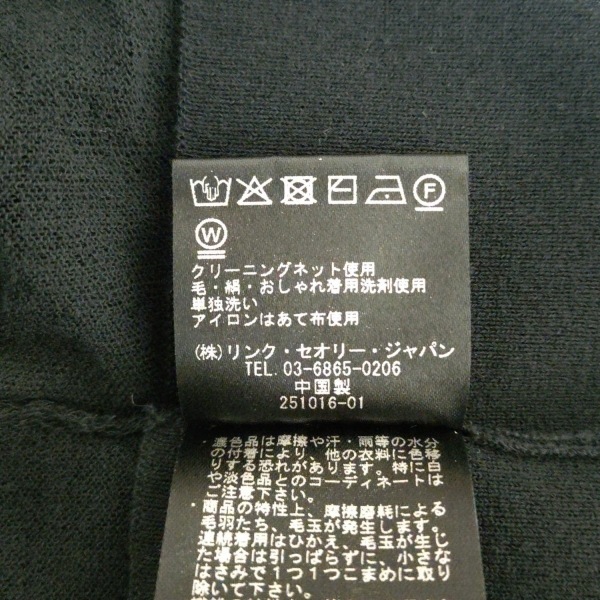 F
W
クリーニングネット使用
毛・絹・おしゃれ着用洗剤使用
単独洗い
アイロンはあて布使用
(株)リンク・セオリー・ジャパン
TEL.03-6865-0206
中国製
251016-01
・濃色品は摩擦や汗・雨等の水分
の付着により、他の衣料に色移
りする恐れがあります。特に白
や淡色品とのコーディネートは
ご注意下さい。
・商品の特性上、摩擦磨耗による
毛羽たち、毛玉が発生します。
連続着用はひかえ、毛玉が生じ
た場合は引っぱらずに、小さな
はさみで1つ1つこまめに取り
除いて下さい。